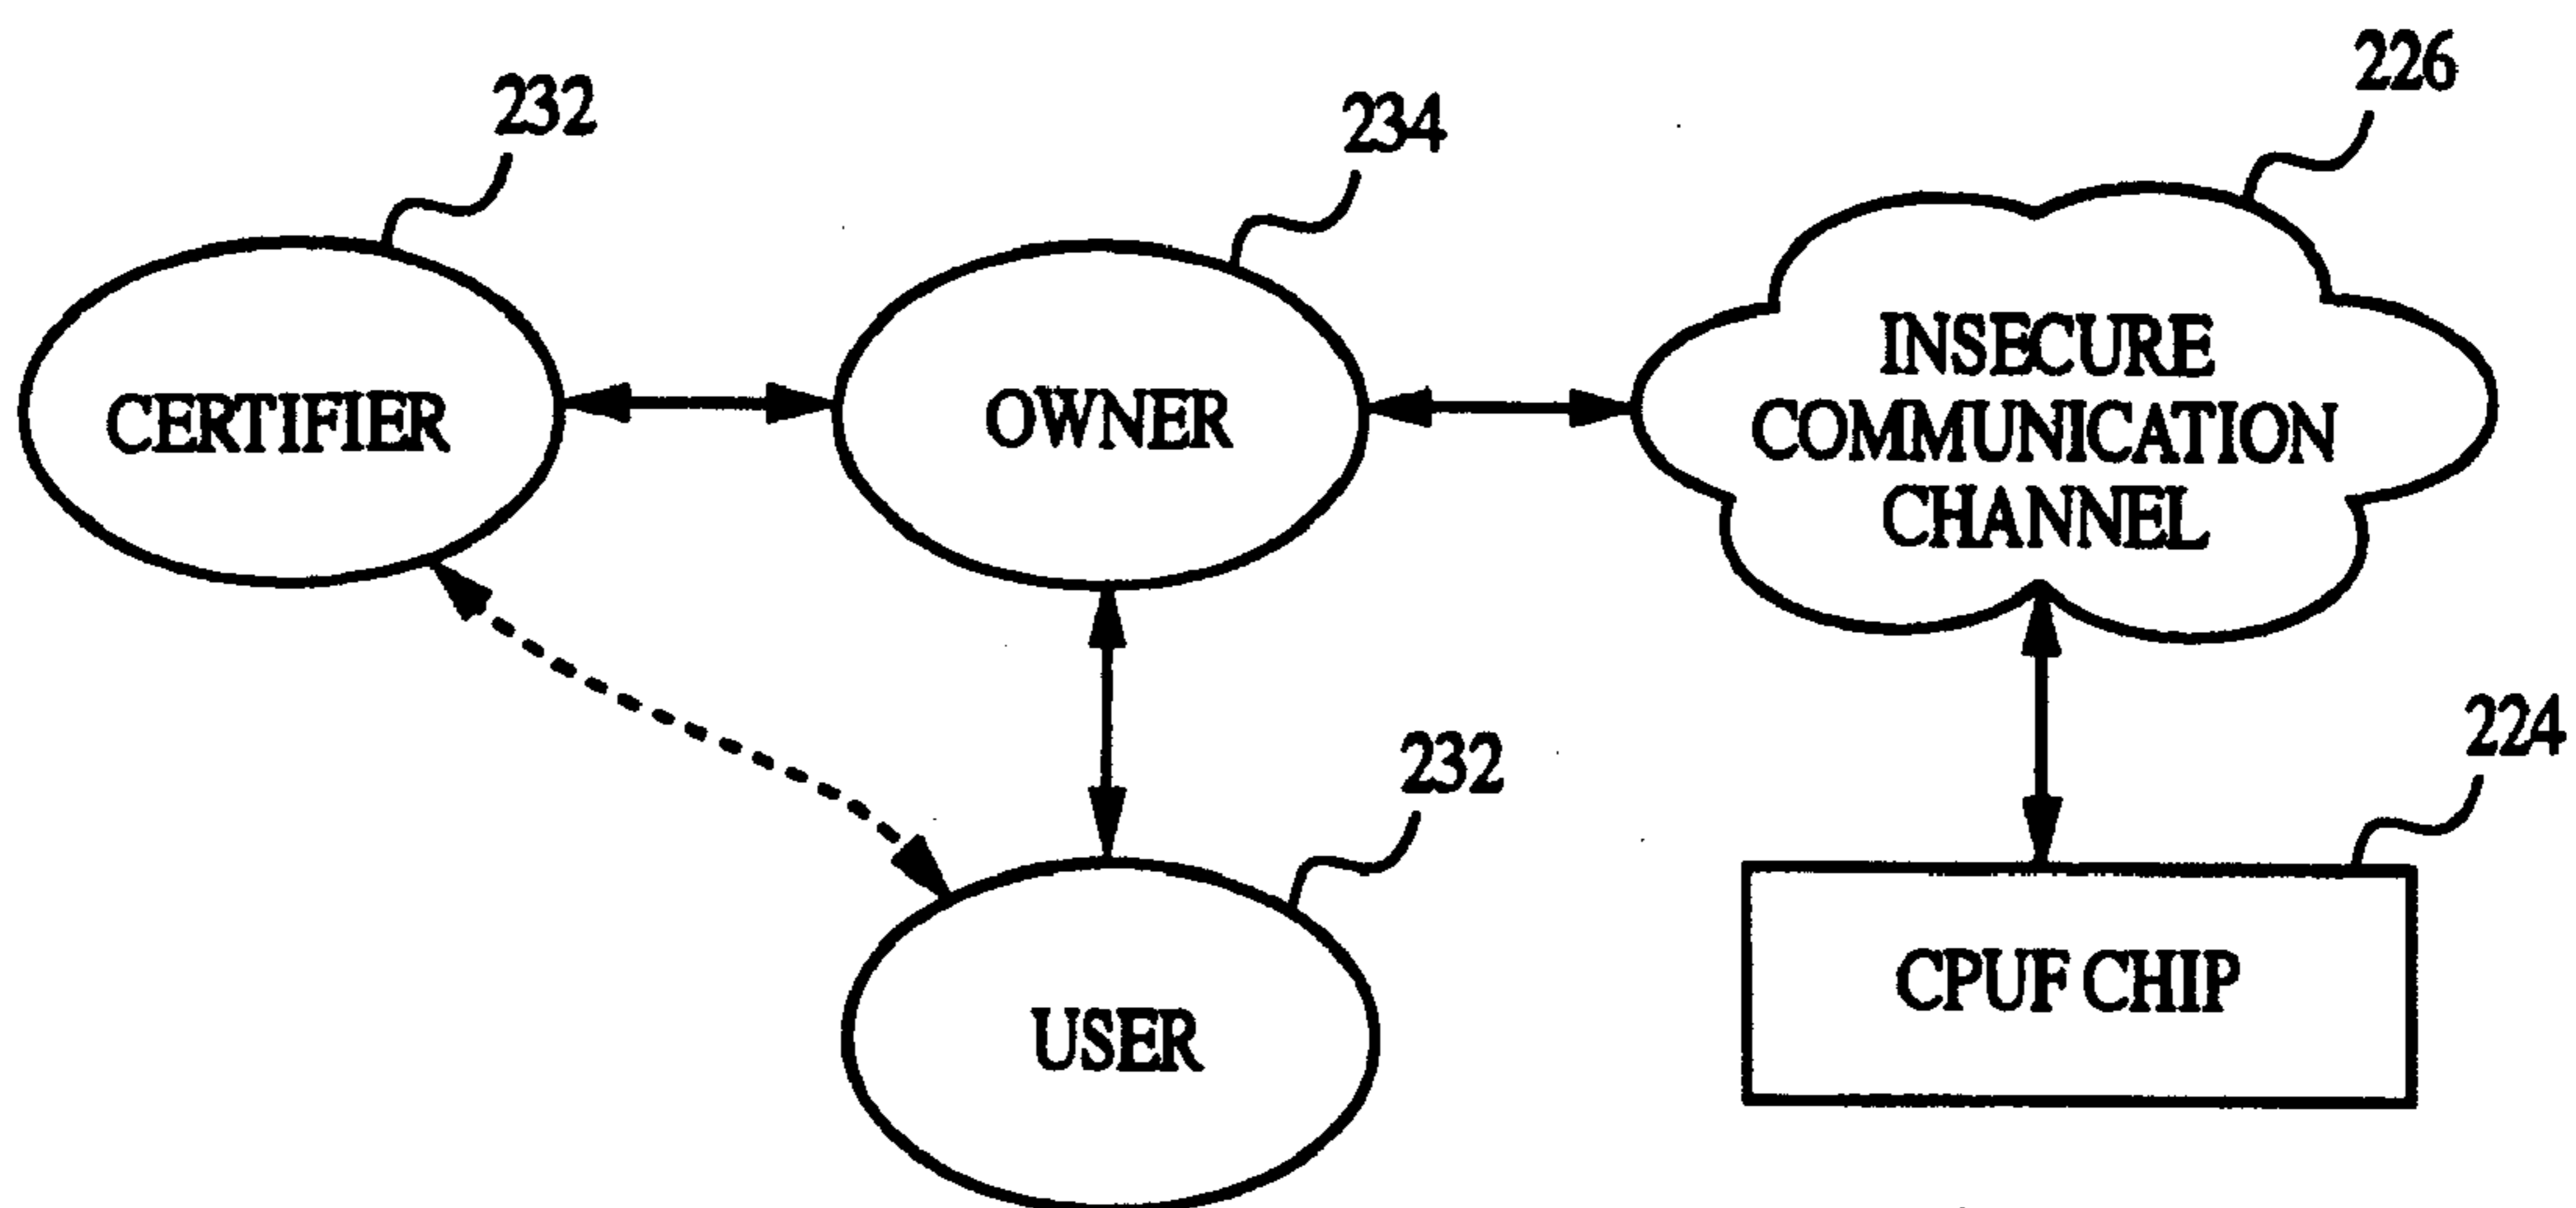 226
232
234
INSECURE
COMMUNICATION
CHANNEL
CERTIFIER
OWNER
224
232
CPUF CHIP
USER